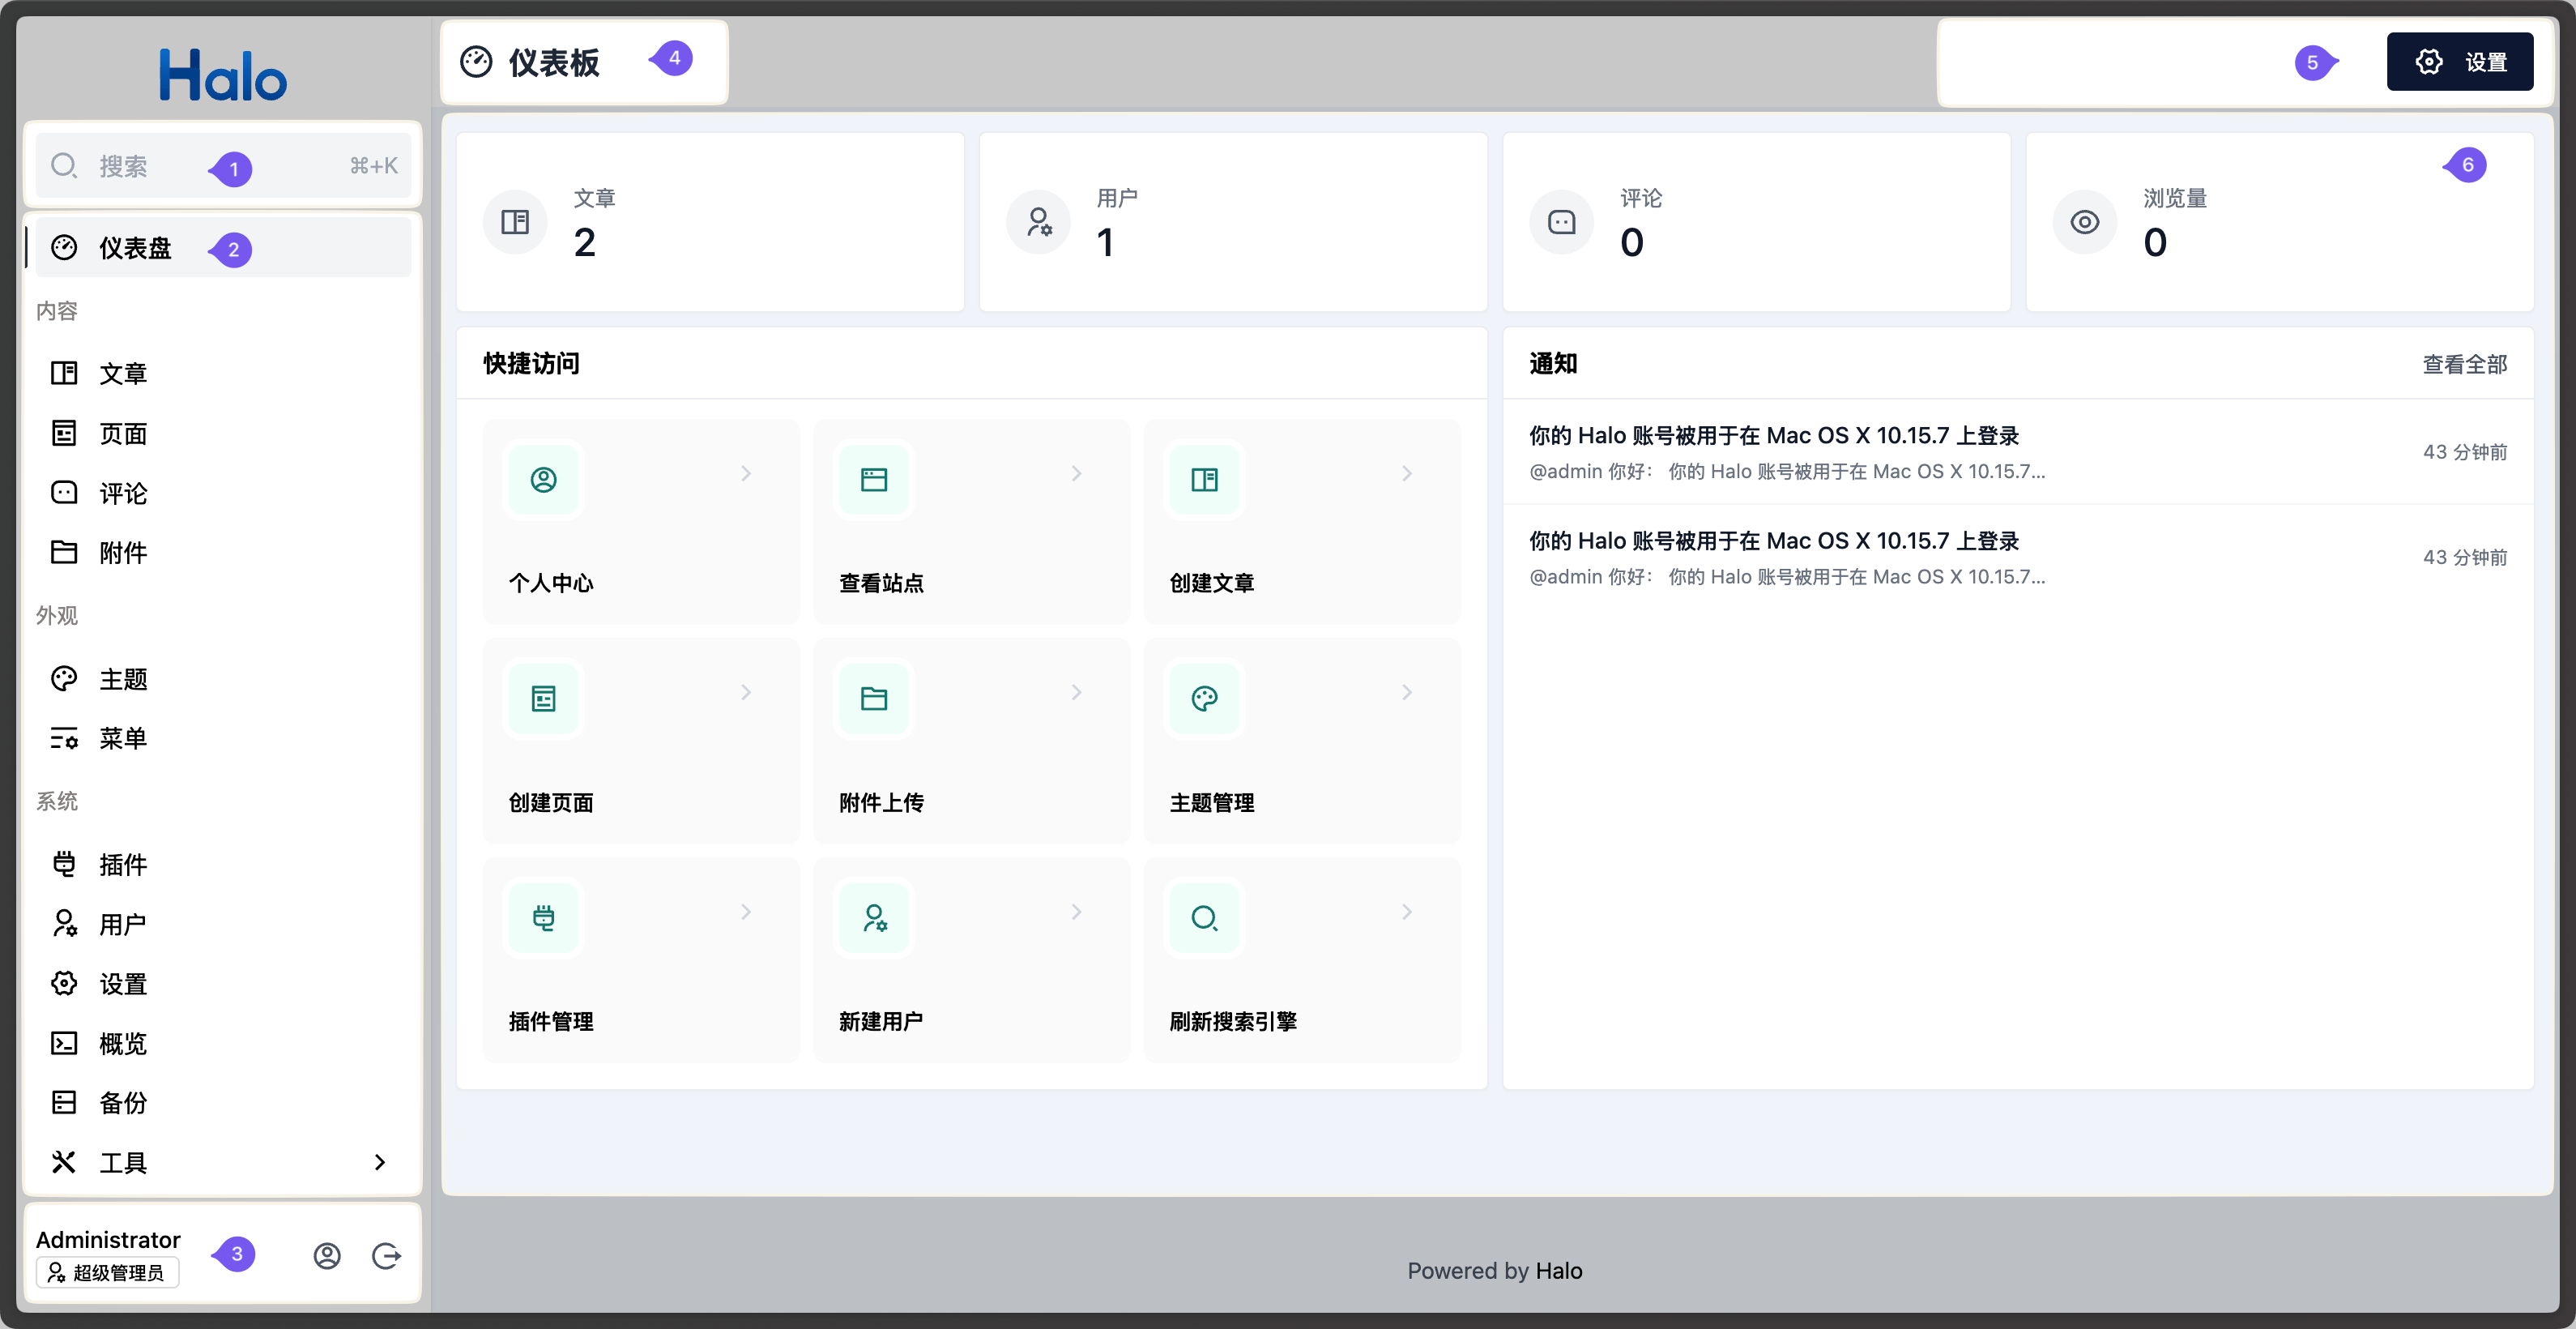 Halo
搜索 1 ⌘+K
仪表盘 2
内容
文章
页面
评论
附件
外观
主题
菜单
系统
插件
用户
设置
概览
备份
工具
Administrator
超级管理员
3
仪表板 4
5 设置
6
文章
2
用户
1
评论
0
浏览量
0
快捷访问
个人中心
查看站点
创建文章
创建页面
附件上传
主题管理
插件管理
新建用户
刷新搜索引擎
通知 查看全部
你的 Halo 账号被用于在 Mac OS X 10.15.7 上登录
@admin 你好： 你的 Halo 账号被用于在 Mac OS X 10.15.7...
43 分钟前
你的 Halo 账号被用于在 Mac OS X 10.15.7 上登录
@admin 你好： 你的 Halo 账号被用于在 Mac OS X 10.15.7...
43 分钟前
Powered by Halo